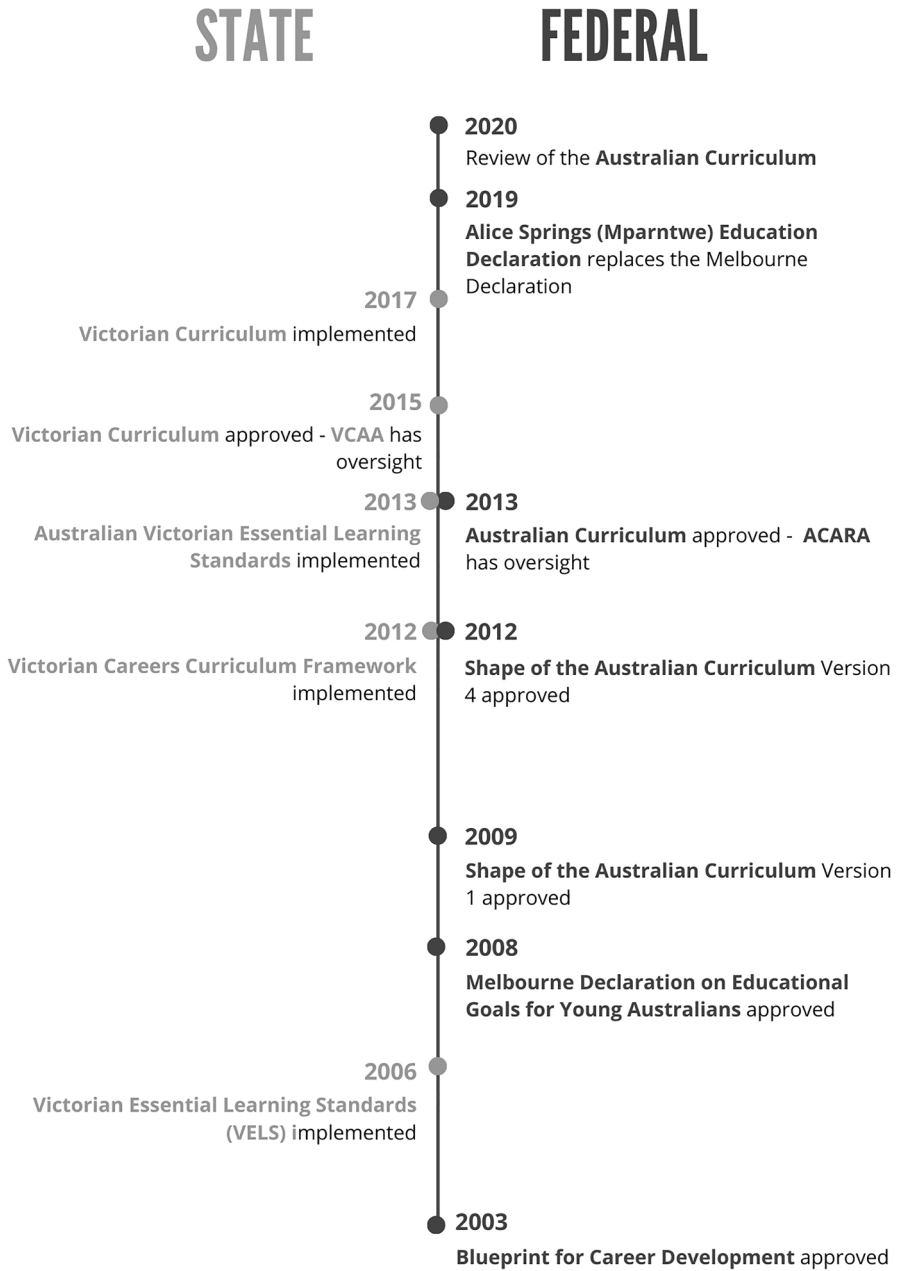 STATE
FEDERAL
2020
Review of the Australian Curriculum
2019
Alice Springs (Mparntwe) Education
Declaration replaces the Melbourne
Declaration
2017
Victorian Curriculum implemented
2015
Victorian Curriculum approved - VCAA has
oversight
2013
Australian Victorian Essential Learning
Standards implemented
2013
Australian Curriculum approved - ACARA
has oversight
2012
Victorian Careers Curriculum Framework
implemented
2012
Shape of the Australian Curriculum Version
4 approved
2009
Shape of the Australian Curriculum Version
1 approved
2008
Melbourne Declaration on Educational
Goals for Young Australians approved
2006
Victorian Essential Learning Standards
(VELS) implemented
2003
Blueprint for Career Development approved